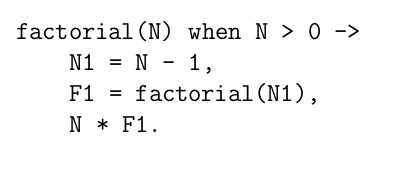 factorial(N) when N > 0 ->
    N1 = N - 1,
    F1 = factorial(N1),
    N * F1.